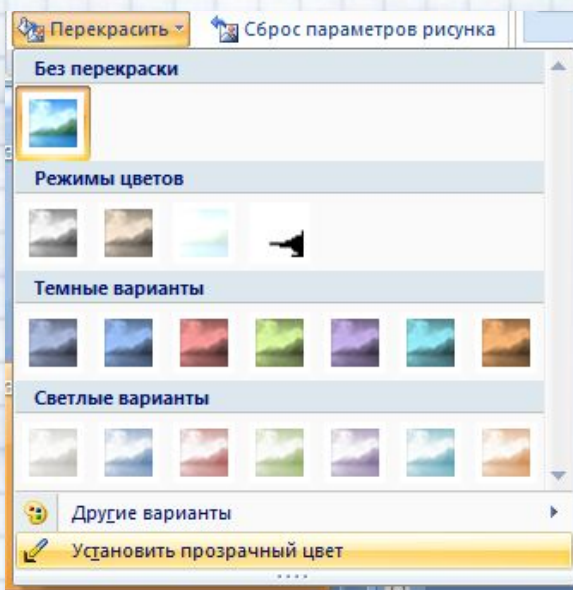 Перекрасить Сброс параметров рисунка
Без перекраски
Режимы цветов
Темные варианты
Светлые варианты
Другие варианты
Установить прозрачный цвет